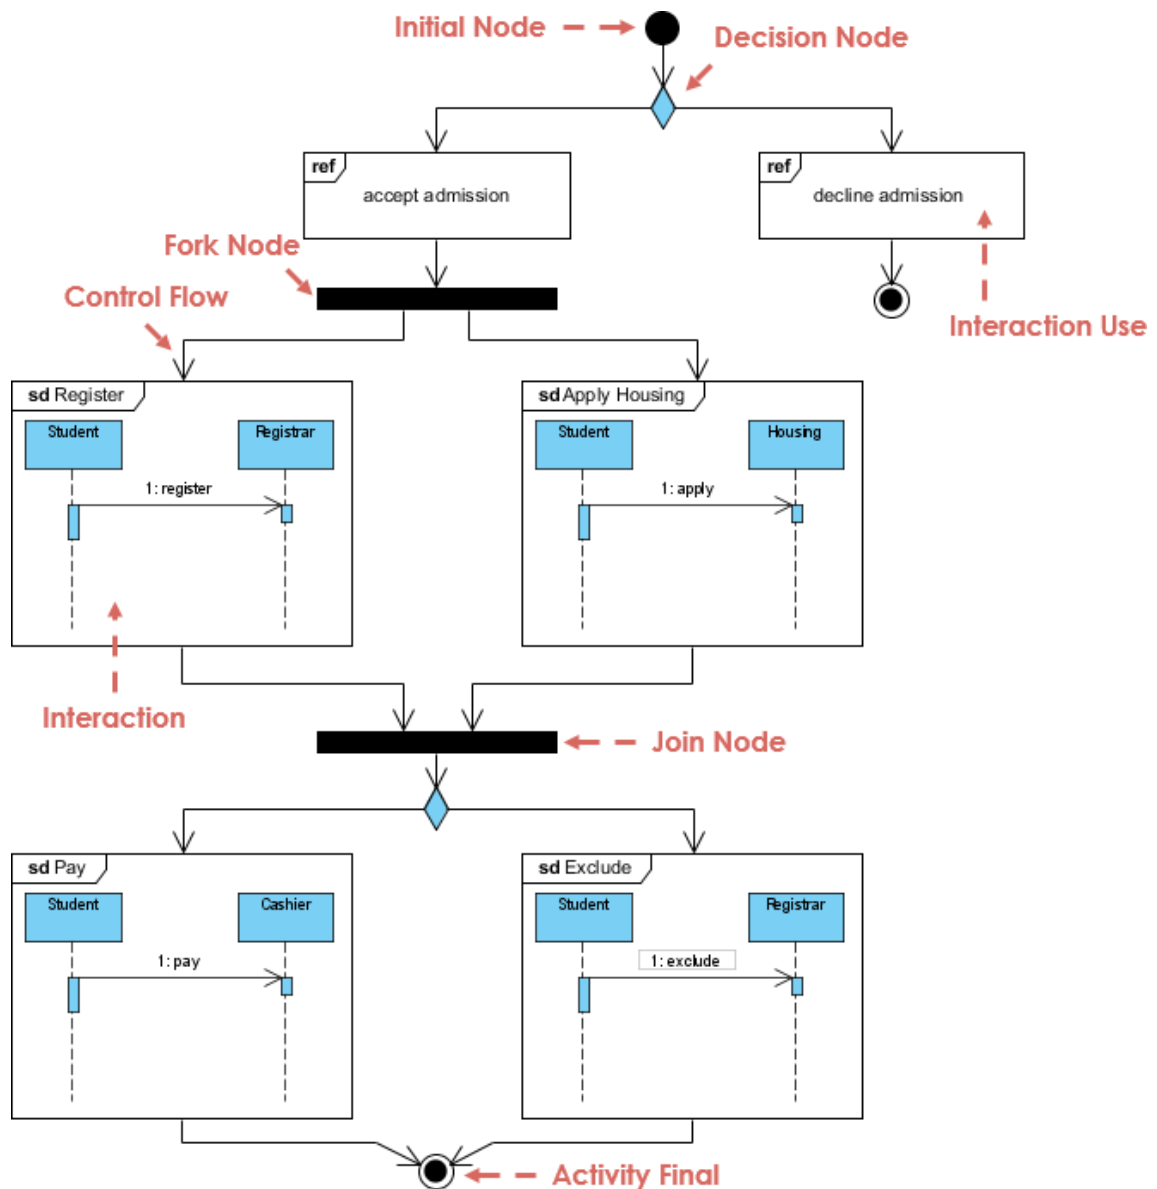 Initial Node
Decision Node
ref
accept admission
ref
decline admission
Fork Node
Control Flow
Interaction Use
sd Register
Student
Registrar
1: register
sd Apply Housing
Student
Housing
1: apply
Interaction
Join Node
sd Pay
Student
Cashier
1: pay
sd Exclude
Student
Registrar
1: exclude
Activity Final